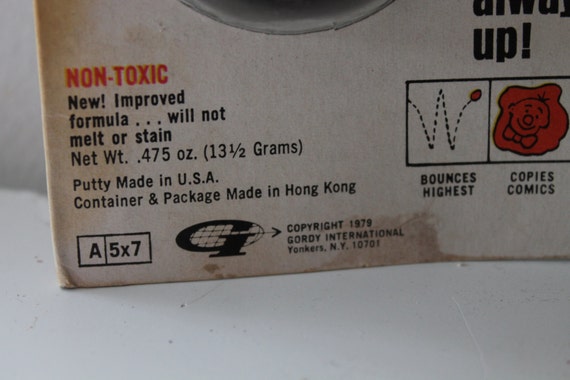 alway
up!
NON-TOXIC
New! Improved
formula . . . will not
melt or stain
Net Wt. .475 oz. (13½ Grams)
Putty Made in U.S.A.
Container & Package Made in Hong Kong
BOUNCES
HIGHEST
COPIES
COMICS
A 5x7
COPYRIGHT 1979
GORDY INTERNATIONAL
Yonkers, N.Y. 10701